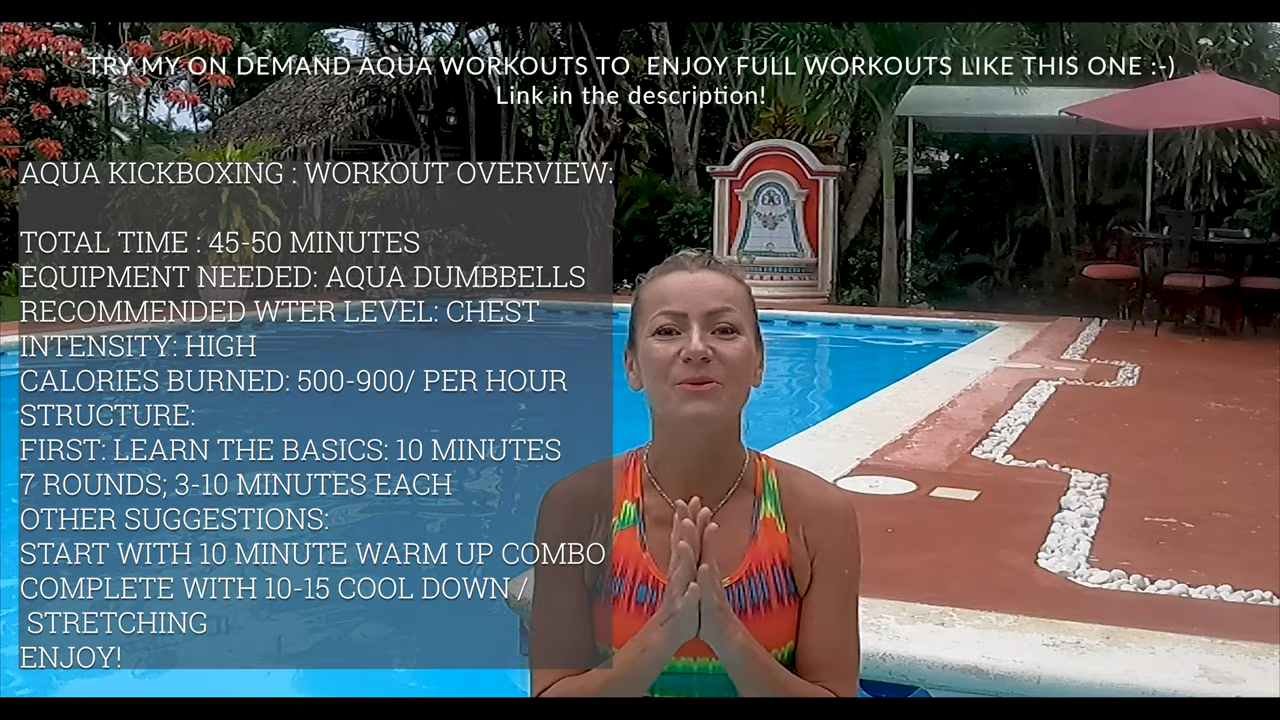 TRY MY ON DEMAND AQUA WORKOUTS TO ENJOY FULL WORKOUTS LIKE THIS ONE :-)
Link in the description!
AQUA KICKBOXING : WORKOUT OVERVIEW:
TOTAL TIME : 45-50 MINUTES
EQUIPMENT NEEDED: AQUA DUMBBELLS
RECOMMENDED WTER LEVEL: CHEST
INTENSITY: HIGH
CALORIES BURNED: 500-900/ PER HOUR
STRUCTURE:
FIRST: LEARN THE BASICS: 10 MINUTES
7 ROUNDS; 3-10 MINUTES EACH
OTHER SUGGESTIONS:
START WITH 10 MINUTE WARM UP COMBO
COMPLETE WITH 10-15 COOL DOWN /
STRETCHING
ENJOY!